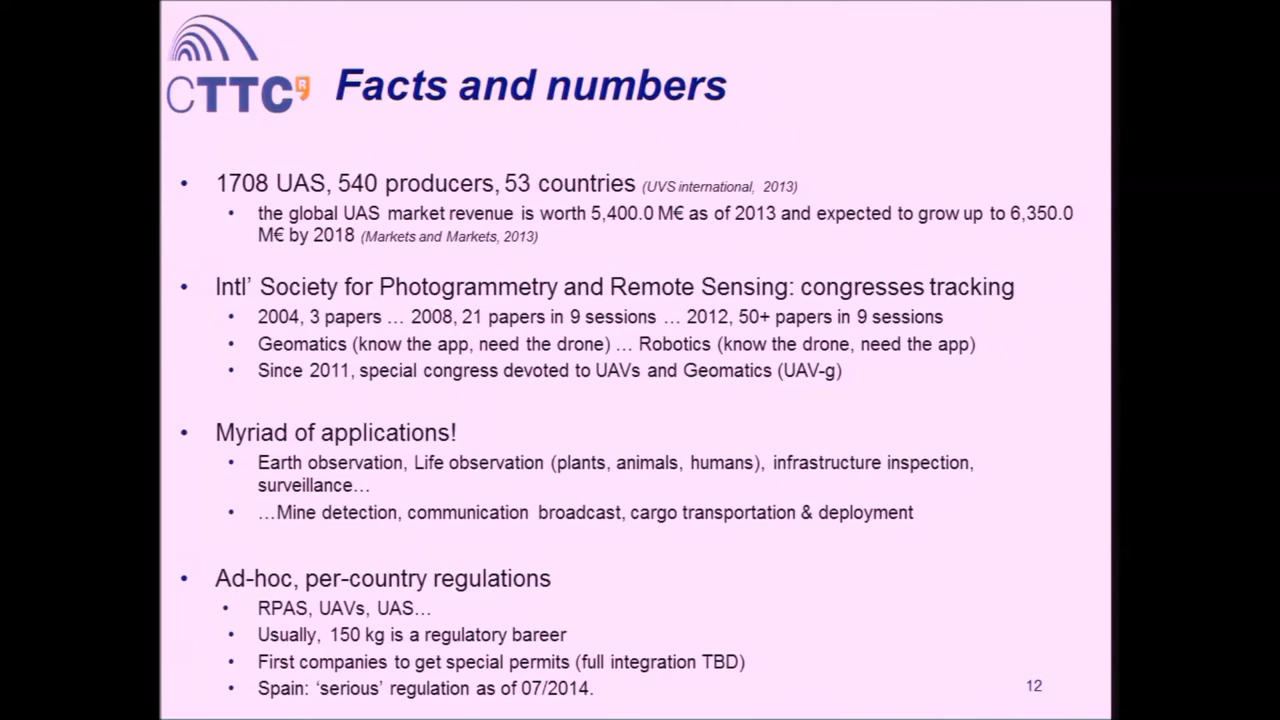 CTTC R
Facts and numbers
• 1708 UAS, 540 producers, 53 countries (UVS international, 2013)
• the global UAS market revenue is worth 5,400.0 M€ as of 2013 and expected to grow up to 6,350.0
M€ by 2018 (Markets and Markets, 2013)
• Intl’ Society for Photogrammetry and Remote Sensing: congresses tracking
• 2004, 3 papers … 2008, 21 papers in 9 sessions … 2012, 50+ papers in 9 sessions
• Geomatics (know the app, need the drone) … Robotics (know the drone, need the app)
• Since 2011, special congress devoted to UAVs and Geomatics (UAV-g)
• Myriad of applications!
• Earth observation, Life observation (plants, animals, humans), infrastructure inspection,
surveillance…
• …Mine detection, communication broadcast, cargo transportation & deployment
• Ad-hoc, per-country regulations
• RPAS, UAVs, UAS…
• Usually, 150 kg is a regulatory bareer
• First companies to get special permits (full integration TBD)
• Spain: ‘serious’ regulation as of 07/2014.
12